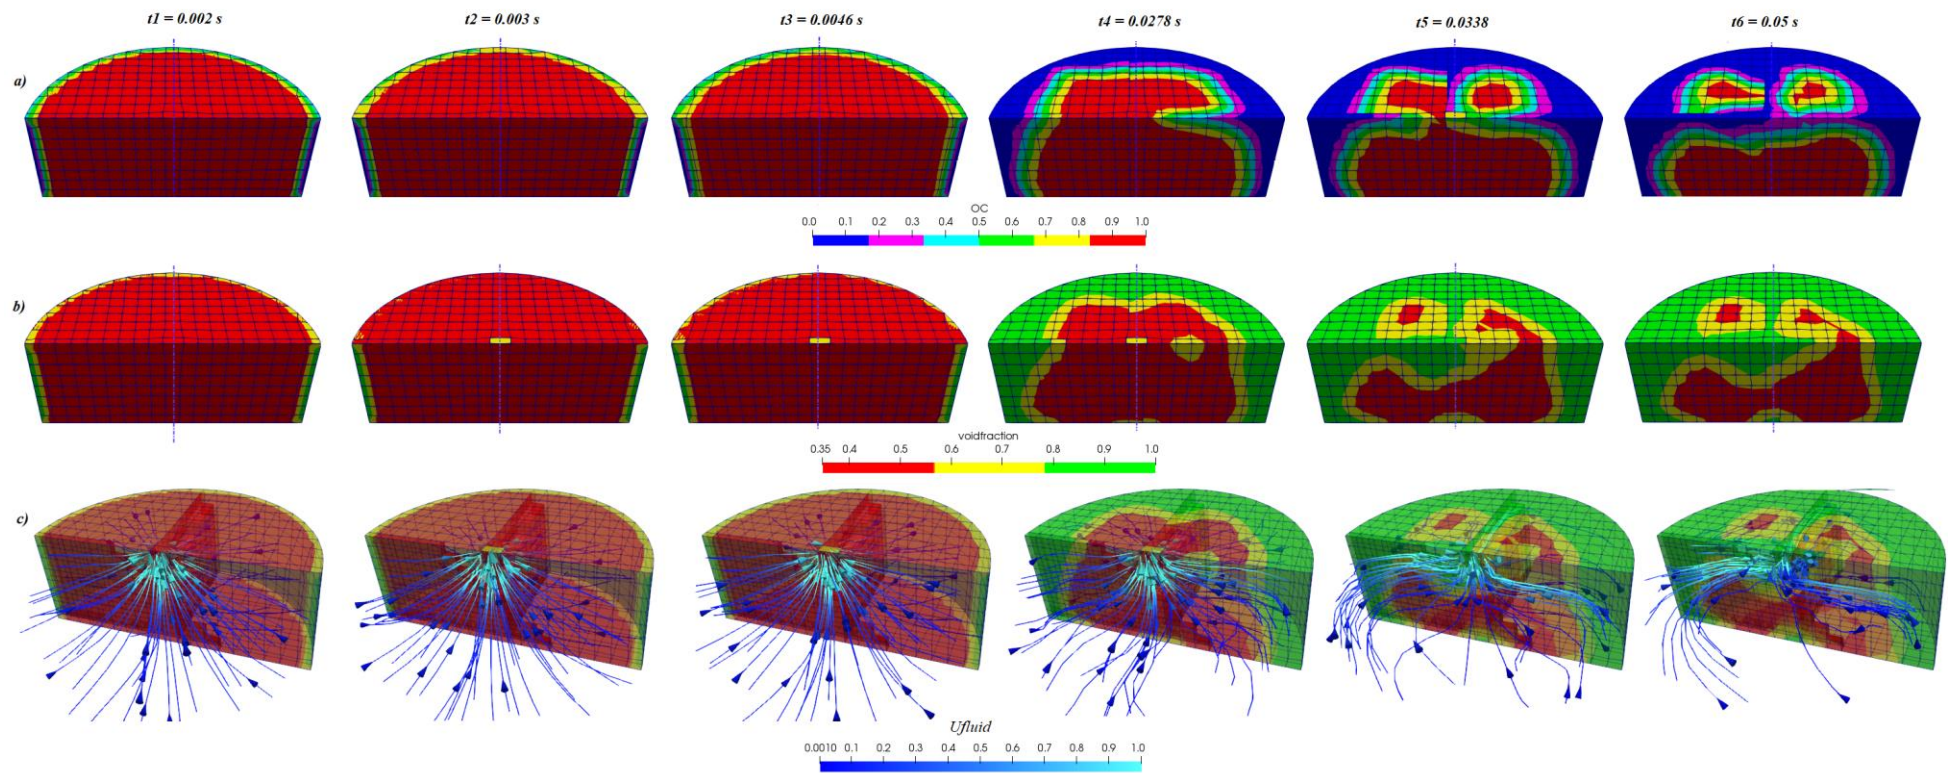 t1 = 0.002 s t2 = 0.003 s t3 = 0.0046 s t4 = 0.0278 s t5 = 0.0338 t6 = 0.05 s
a)
OC
0.0 0.1 0.2 0.3 0.4 0.5 0.6 0.7 0.8 0.9 1.0
b)
voidfraction
0.35 0.4 0.5 0.6 0.7 0.8 0.9 1.0
c)
Ufluid
0.0010 0.1 0.2 0.3 0.4 0.5 0.6 0.7 0.8 0.9 1.0